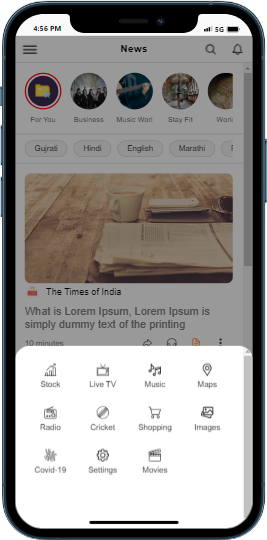 4:56 PM 5G
News
For You Business Music Worl Stay Fit Worl
Gujrati Hindi English Marathi
The Times of India
What is Lorem Ipsum, Lorem Ipsum is
simply dummy text of the printing
10 minutes
Stock Live TV Music Maps
Radio Cricket Shopping Images
Covid-19 Settings Movies